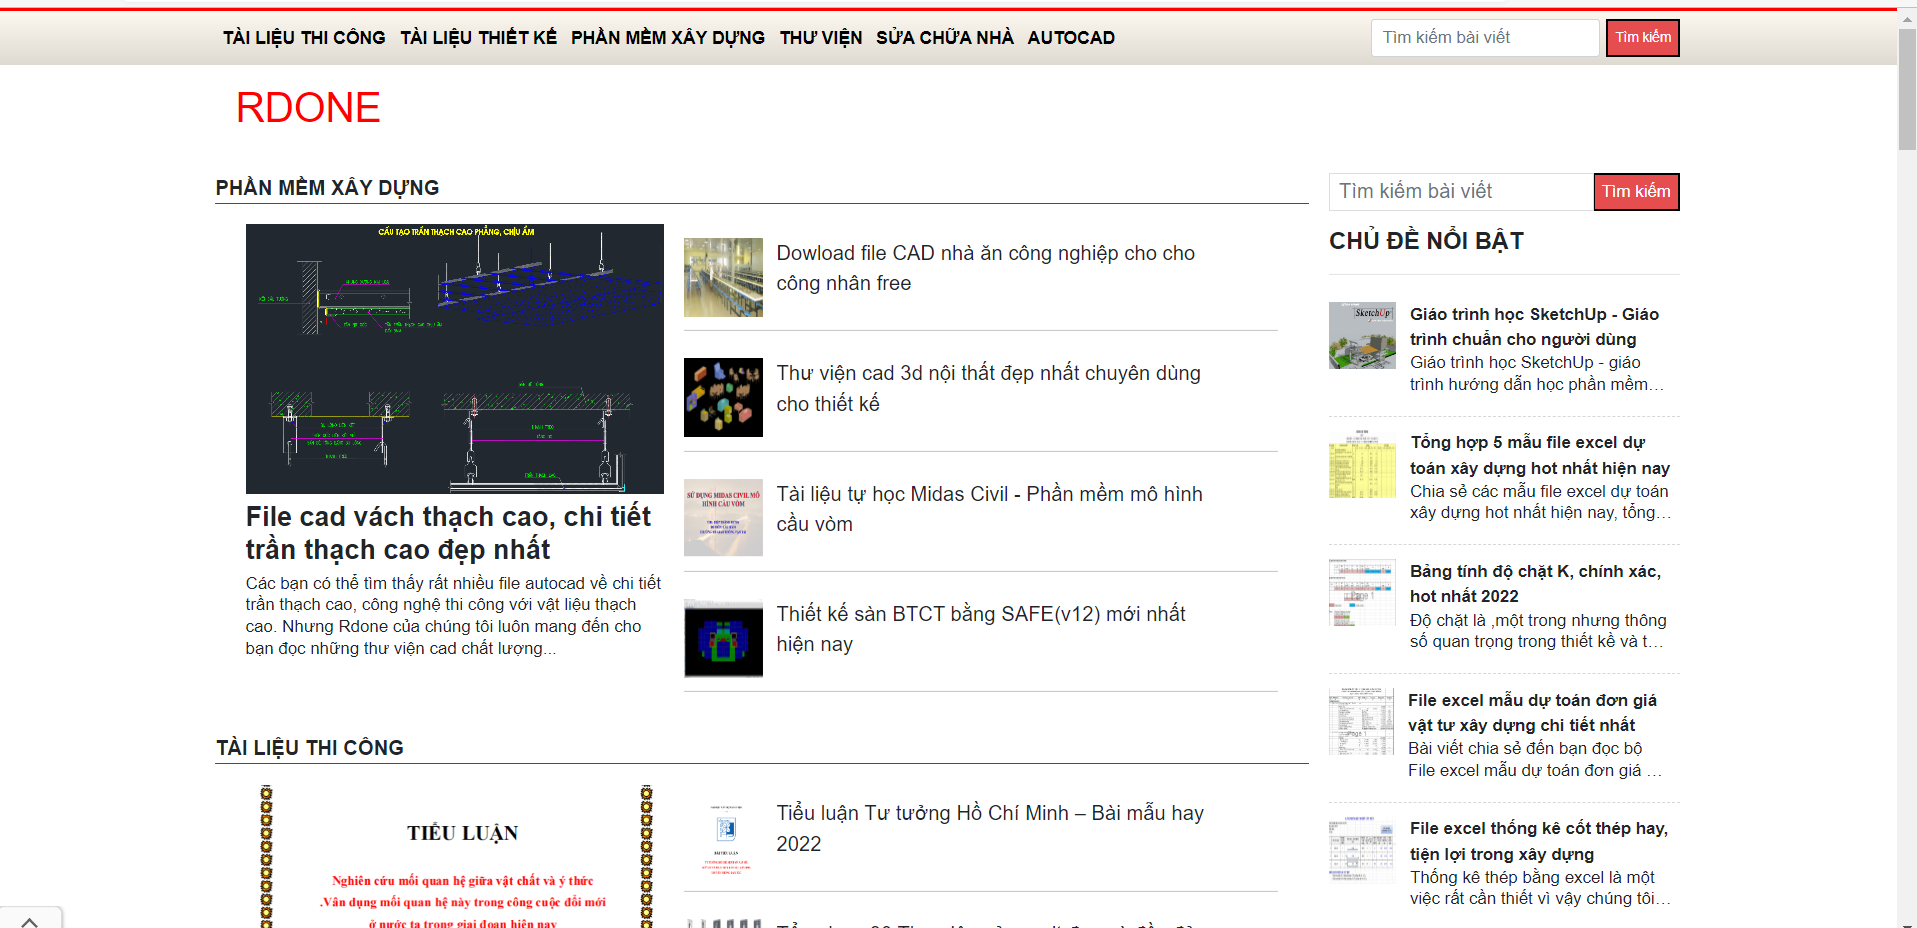 TÀI LIỆU THI CÔNG TÀI LIỆU THIẾT KẾ PHẦN MỀM XÂY DỰNG THƯ VIỆN SỬA CHỮA NHÀ AUTOCAD
Tìm kiếm bài viết
Tìm kiếm
RDONE
PHẦN MỀM XÂY DỰNG
CẤU TẠO TRẦN THẠCH CAO PHẲNG, CHỊU ẨM
File cad vách thạch cao, chi tiết
trần thạch cao đẹp nhất
Các bạn có thể tìm thấy rất nhiều file autocad về chi tiết
trần thạch cao, công nghệ thi công với vật liệu thạch
cao. Nhưng Rdone của chúng tôi luôn mang đến cho
bạn đọc những thư viện cad chất lượng...
Dowload file CAD nhà ăn công nghiệp cho cho
công nhân free
Thư viện cad 3d nội thất đẹp nhất chuyên dùng
cho thiết kế
SỬ DỤNG MIDAS CIVIL MÔ
HÌNH CẦU VÒM
Tài liệu tự học Midas Civil - Phần mềm mô hình
cầu vòm
Thiết kế sàn BTCT bằng SAFE(v12) mới nhất
hiện nay
TÀI LIỆU THI CÔNG
TIỂU LUẬN
Nghiên cứu mối quan hệ giữa vật chất và ý thức
.Vân dụng mối quan hệ này trong công cuộc đổi mới
ở nước ta trong giai đoạn hiện nay
Tiểu luận Tư tưởng Hồ Chí Minh – Bài mẫu hay
2022
Tìm kiếm bài viết
Tìm kiếm
CHỦ ĐỀ NỔI BẬT
SketchUp
Giáo trình học SketchUp - Giáo
trình chuẩn cho người dùng
Giáo trình học SketchUp - giáo
trình hướng dẫn học phần mềm…
Tổng hợp 5 mẫu file excel dự
toán xây dựng hot nhất hiện nay
Chia sẻ các mẫu file excel dự toán
xây dựng hot nhất hiện nay, tổng…
Page 1
Bảng tính độ chặt K, chính xác,
hot nhất 2022
Độ chặt là ,một trong nhưng thông
số quan trọng trong thiết kề và t…
Page 1
File excel mẫu dự toán đơn giá
vật tư xây dựng chi tiết nhất
Bài viết chia sẻ đến bạn đọc bộ
File excel mẫu dự toán đơn giá …
File excel thống kê cốt thép hay,
tiện lợi trong xây dựng
Thống kê thép bằng excel là một
việc rất cần thiết vì vậy chúng tôi…